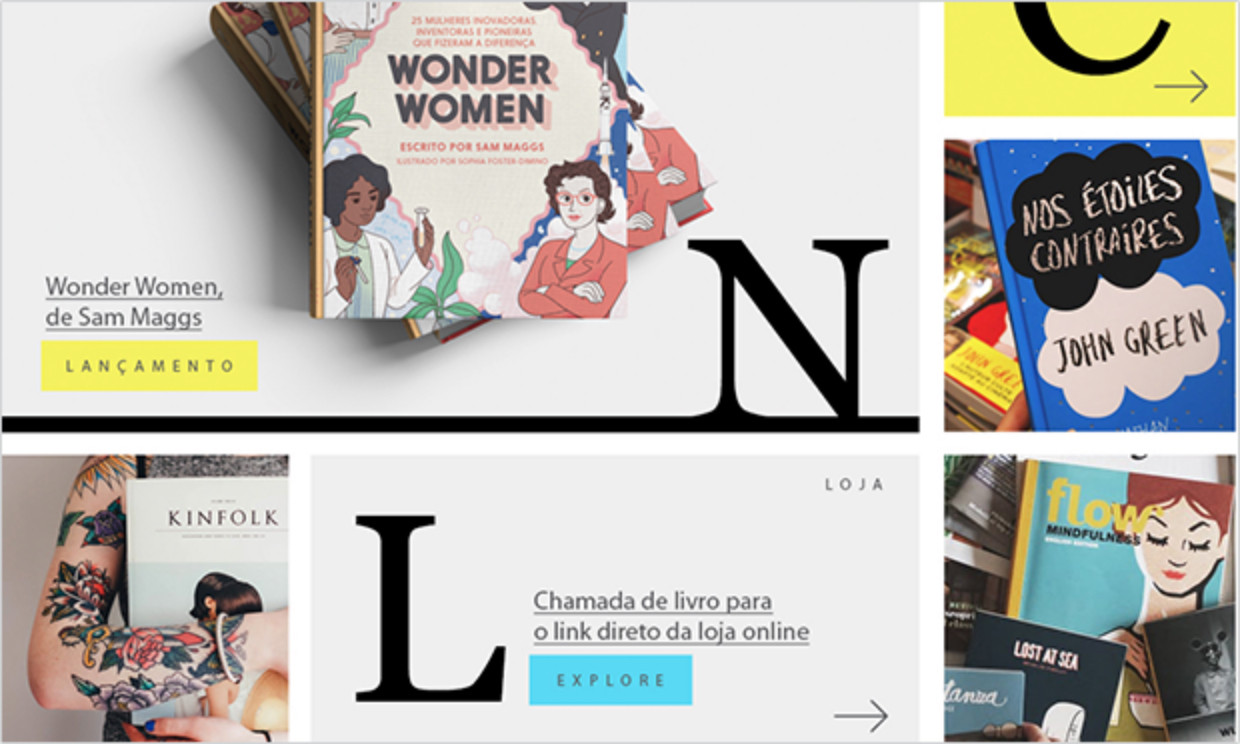 25 MULHERES INOVADORAS,
INVENTORAS E PIONEIRAS
QUE FIZERAM A DIFERENÇA
WONDER
WOMEN
ESCRITO POR SAM MAGGS
ILUSTRADO POR SOPHIA FOSTER-DIMINO
Wonder Women,
de Sam Maggs
LANÇAMENTO
N
C
NOS ÉTOILES
CONTRAIRES
JOHN GREEN
KINFOLK
LOJA
L
Chamada de livro para
o link direto da loja online
EXPLORE
flow
MINDFULNESS
ENGLISH EDITION
LOST AT SEA